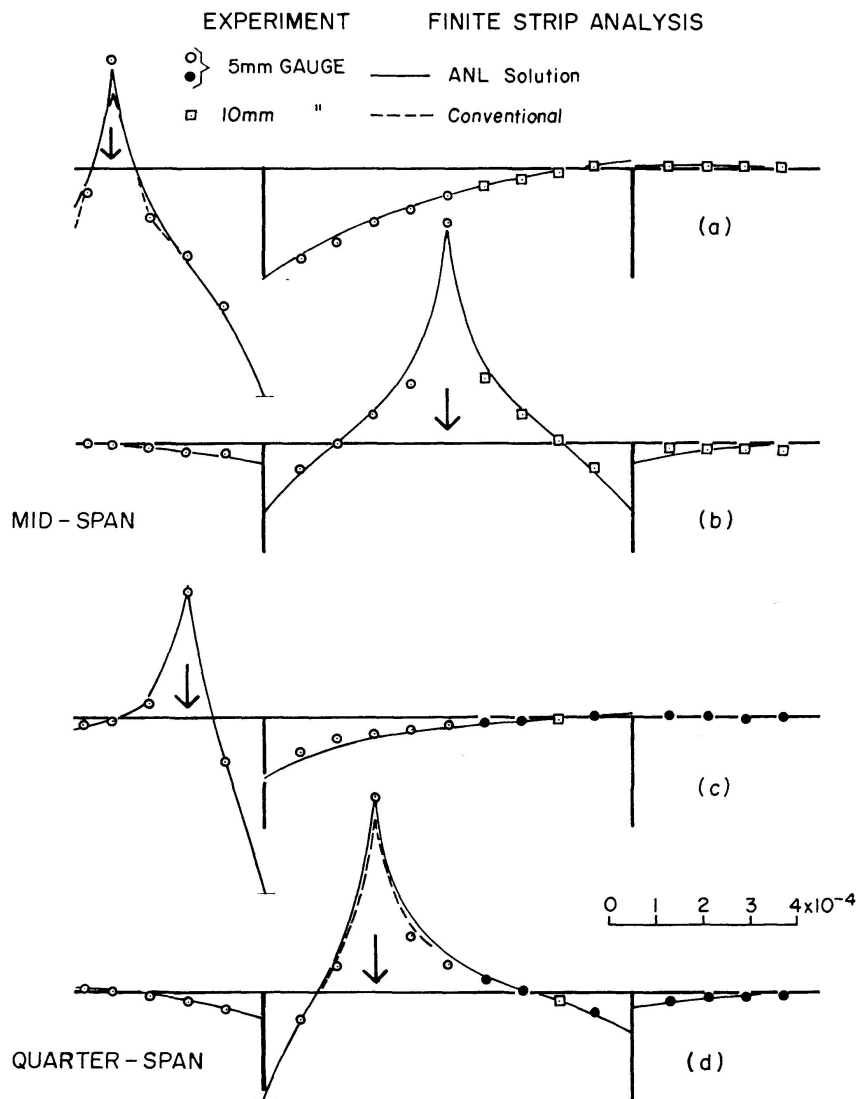 EXPERIMENT FINITE STRIP ANALYSIS
5mm GAUGE ANL Solution
10mm " Conventional
(a)
MID-SPAN (b)
(c)
0 1 2 3 4x10-4
QUARTER-SPAN (d)